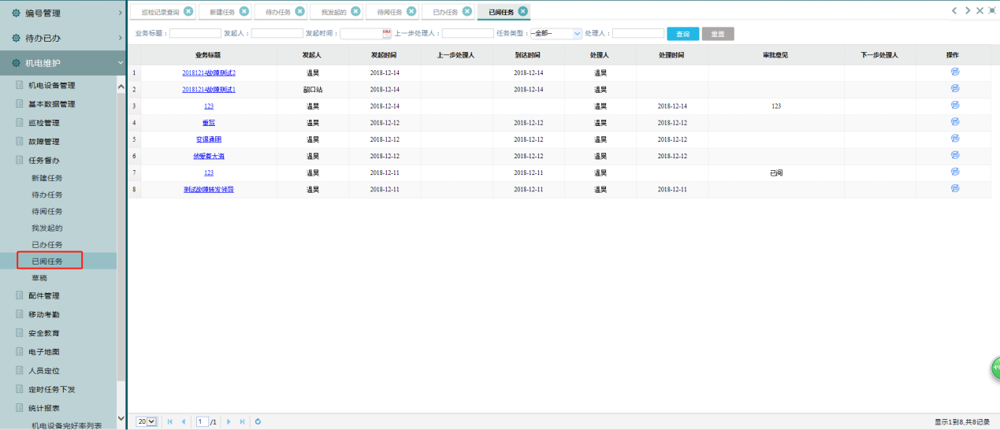 编号管理
待办已办
机电维护
机电设备管理
基本数据管理
巡检管理
故障管理
任务督办
新建任务
待办任务
待阅任务
我发起的
已办任务
已阅任务
草稿
配件管理
移动考勤
安全教育
电子地图
人员定位
定时任务下发
统计报表
机电设备完好率列表
巡检记录查询 新建任务 待办任务 我发起的 待阅任务 已办任务 已阅任务
业务标题： 发起人： 发起时间： 上一步处理人： 任务类型： --全部-- 处理人： 查询 重置
业务标题 发起人 发起时间 上一步处理人 到达时间 处理人 处理时间 审批意见 下一步处理人 操作
1 20181214故障测试2 温昊 2018-12-14 2018-12-14 温昊
2 20181214故障测试1 韶口站 2018-12-14 2018-12-14 温昊
3 123 温昊 2018-12-14 温昊 2018-12-14 123
4 重写 温昊 2018-12-12 2018-12-12 温昊 2018-12-12
5 变得通明 温昊 2018-12-12 2018-12-12 温昊 2018-12-12
6 他爱着大海 温昊 2018-12-12 2018-12-12 温昊 2018-12-12
7 123 温昊 2018-12-11 2018-12-11 温昊 已阅
8 测试故障转发领导 温昊 2018-12-11 2018-12-11 温昊 2018-12-11
20 1 /1 显示1到8,共8记录